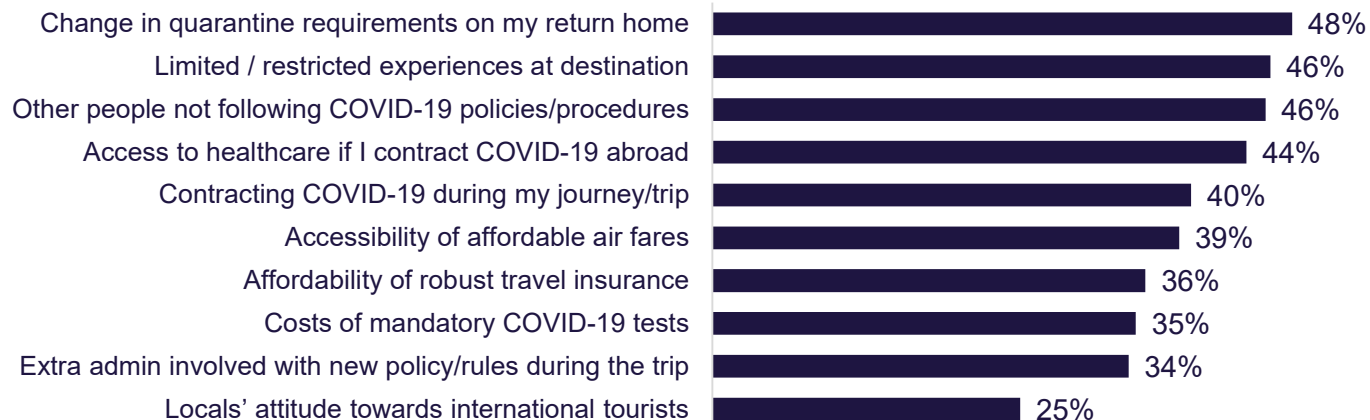 Change in quarantine requirements on my return home 48%
Limited / restricted experiences at destination 46%
Other people not following COVID-19 policies/procedures 46%
Access to healthcare if I contract COVID-19 abroad 44%
Contracting COVID-19 during my journey/trip 40%
Accessibility of affordable air fares 39%
Affordability of robust travel insurance 36%
Costs of mandatory COVID-19 tests 35%
Extra admin involved with new policy/rules during the trip 34%
Locals’ attitude towards international tourists 25%